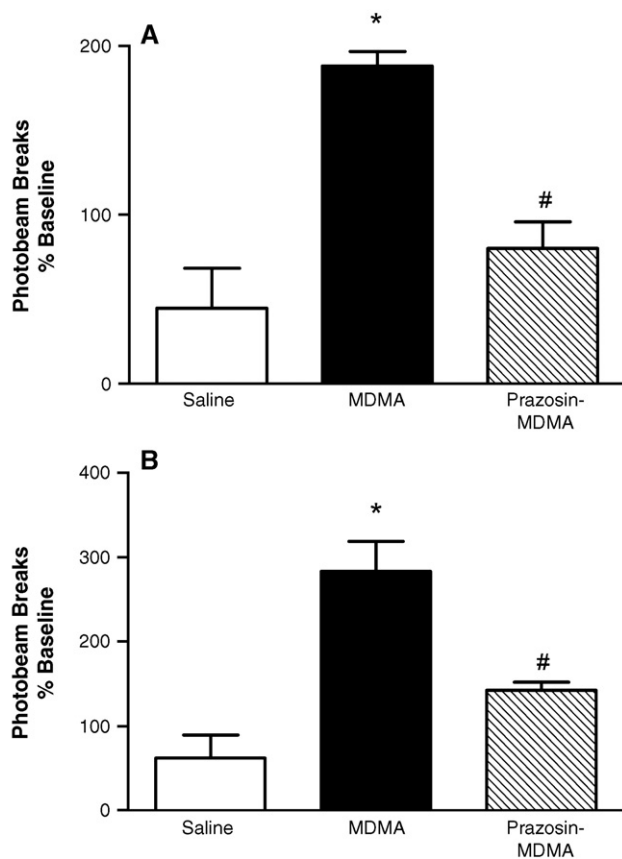 A
Photobeam Breaks
% Baseline
200
100
0
*
#
Saline
MDMA
Prazosin-
MDMA
B
Photobeam Breaks
% Baseline
400
300
200
100
0
*
#
Saline
MDMA
Prazosin-
MDMA